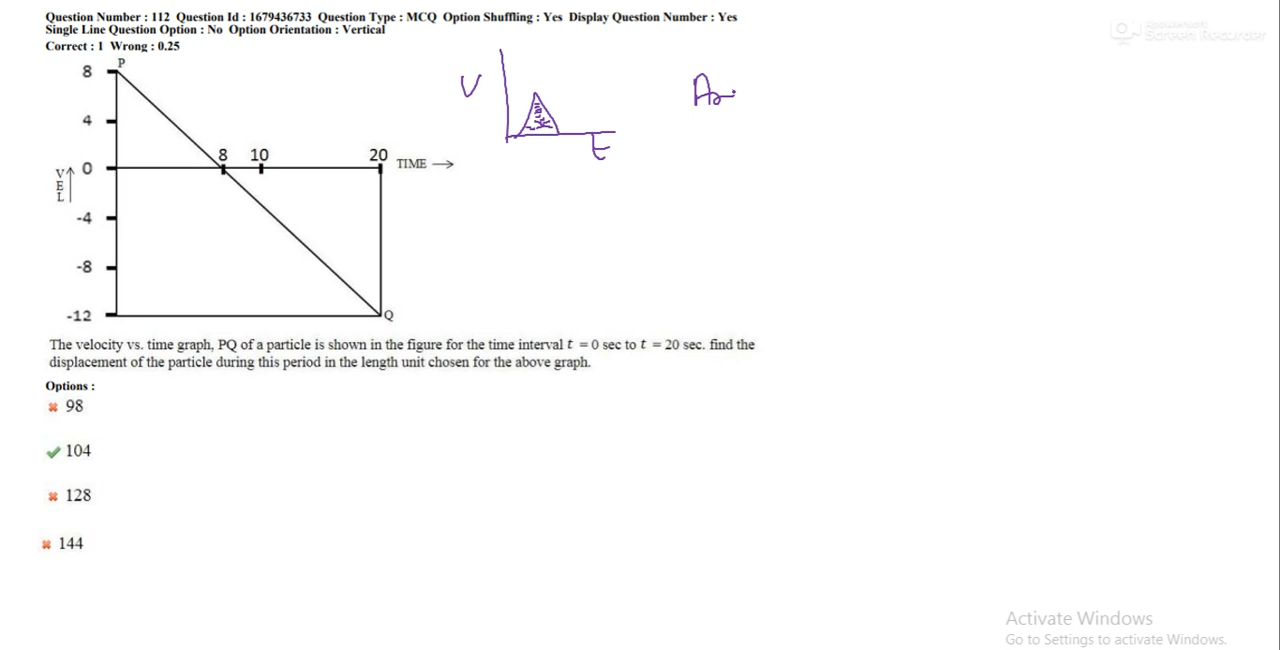 Question Number : 112 Question Id : 1679436733 Question Type : MCQ Option Shuffling : Yes Display Question Number : Yes
Single Line Question Option : No Option Orientation : Vertical
Correct : 1 Wrong : 0.25
Apowersoft
Screen Recorder
P
8
4
0
-4
-8
-12
VEL
8 10 20 TIME
Q
V
t
The velocity vs. time graph, PQ of a particle is shown in the figure for the time interval t = 0 sec to t = 20 sec. find the
displacement of the particle during this period in the length unit chosen for the above graph.
Options :
98
104
128
144
Activate Windows
Go to Settings to activate Windows.